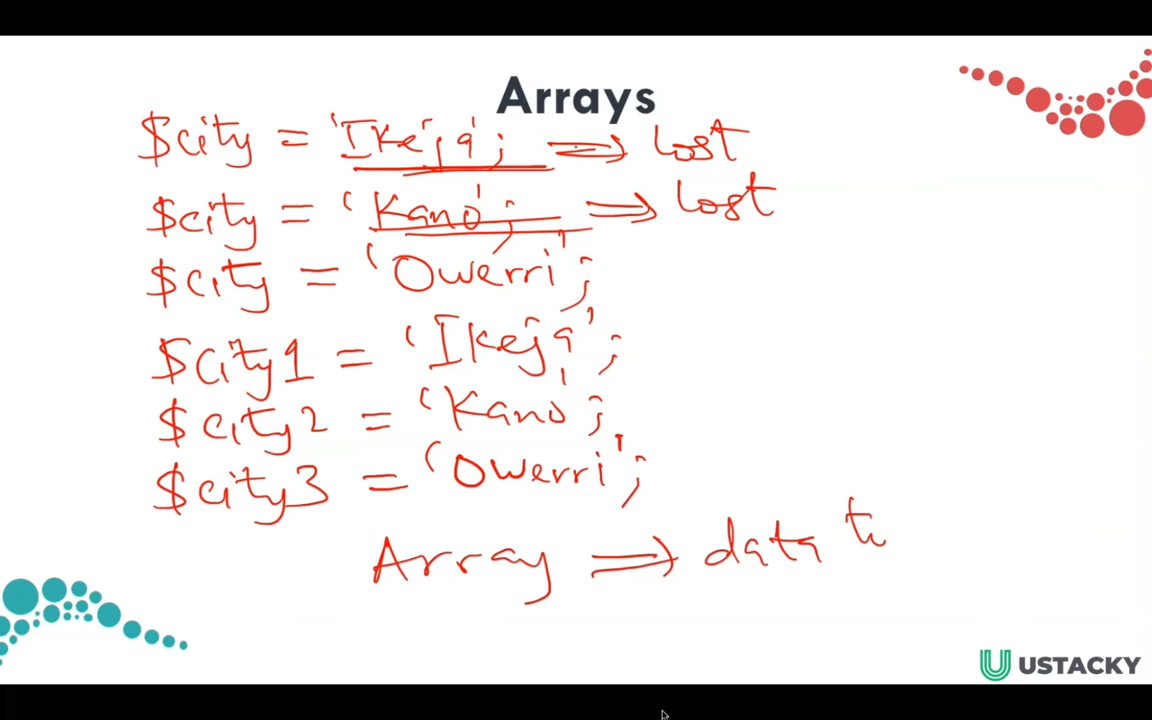 Arrays
$city = 'Ikeja'; ⇒ lost
$city = 'Kano'; ⇒ lost
$city = 'Owerri';
$city1 = 'Ikeja';
$city2 = 'Kano';
$city3 = 'Owerri';
Array ⇒ data
USTACKY